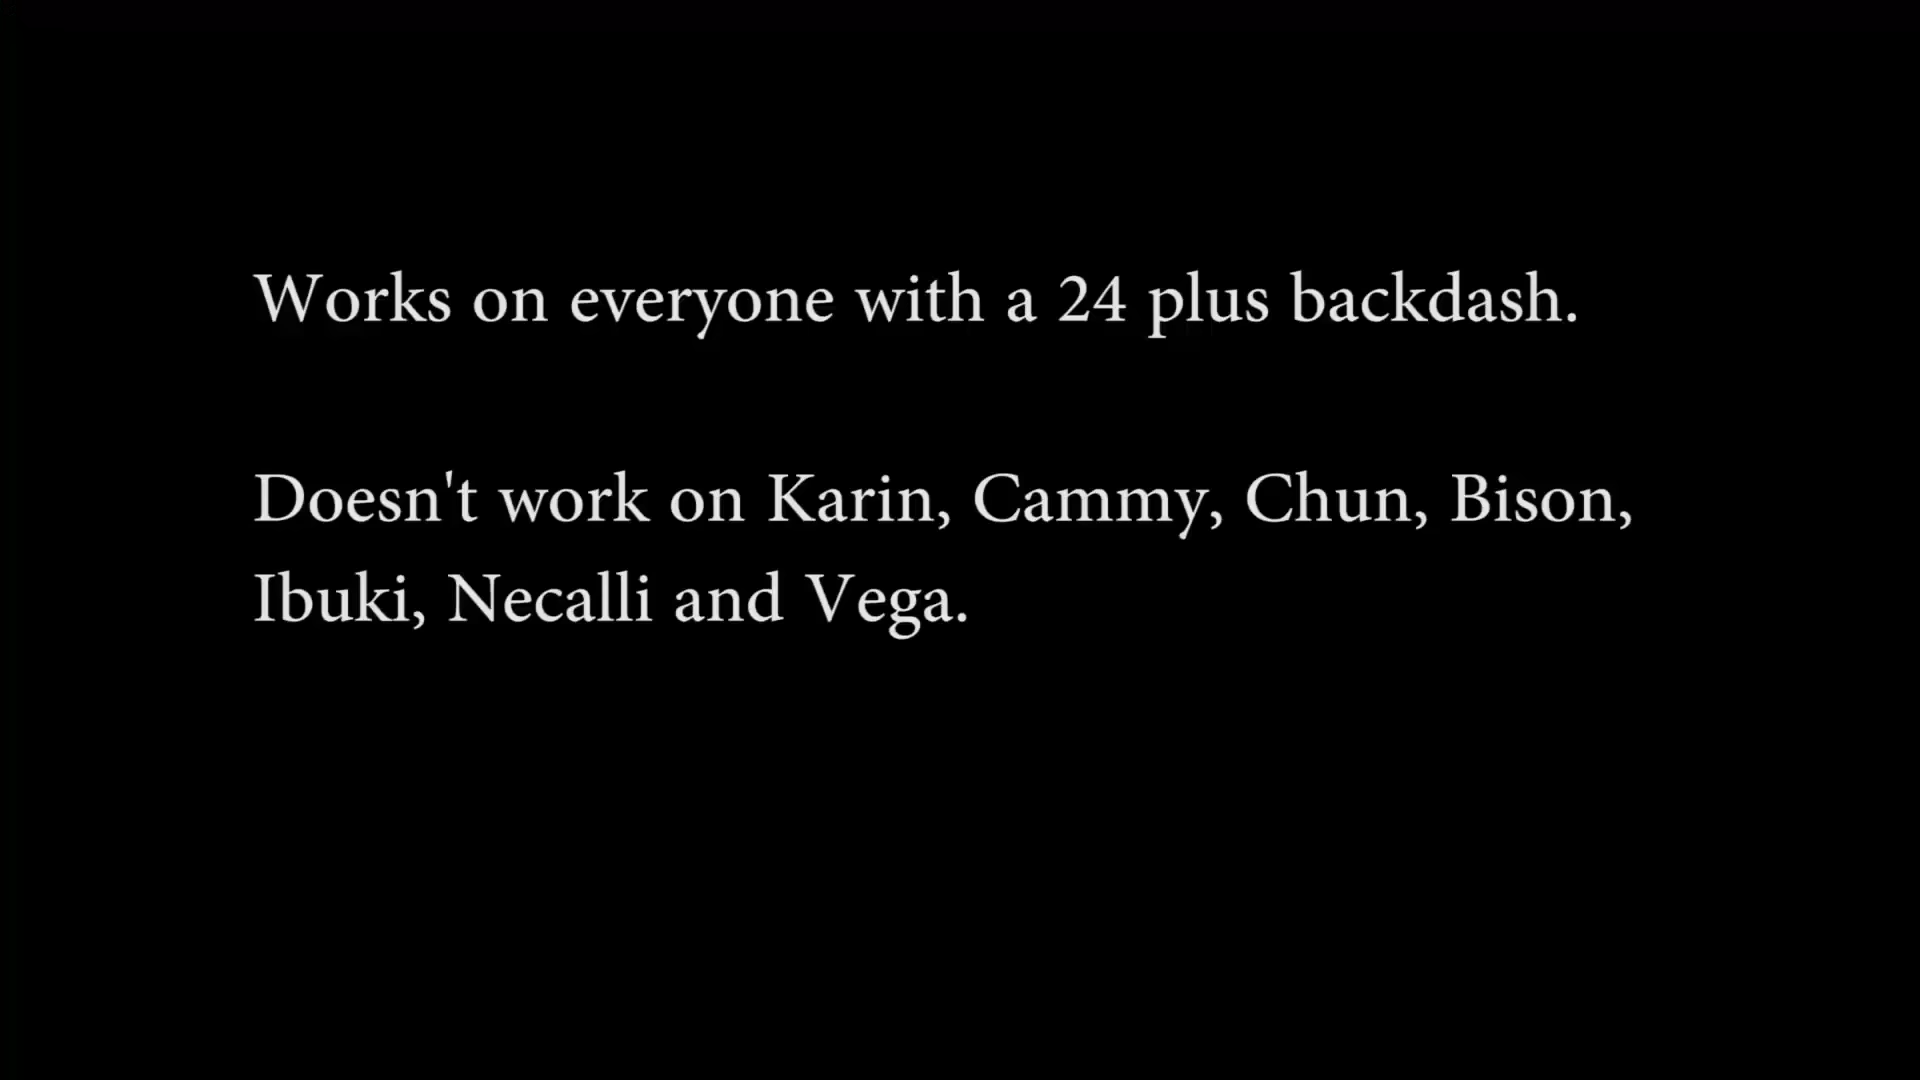 Works on everyone with a 24 plus backdash.
Doesn't work on Karin, Cammy, Chun, Bison,
Ibuki, Necalli and Vega.